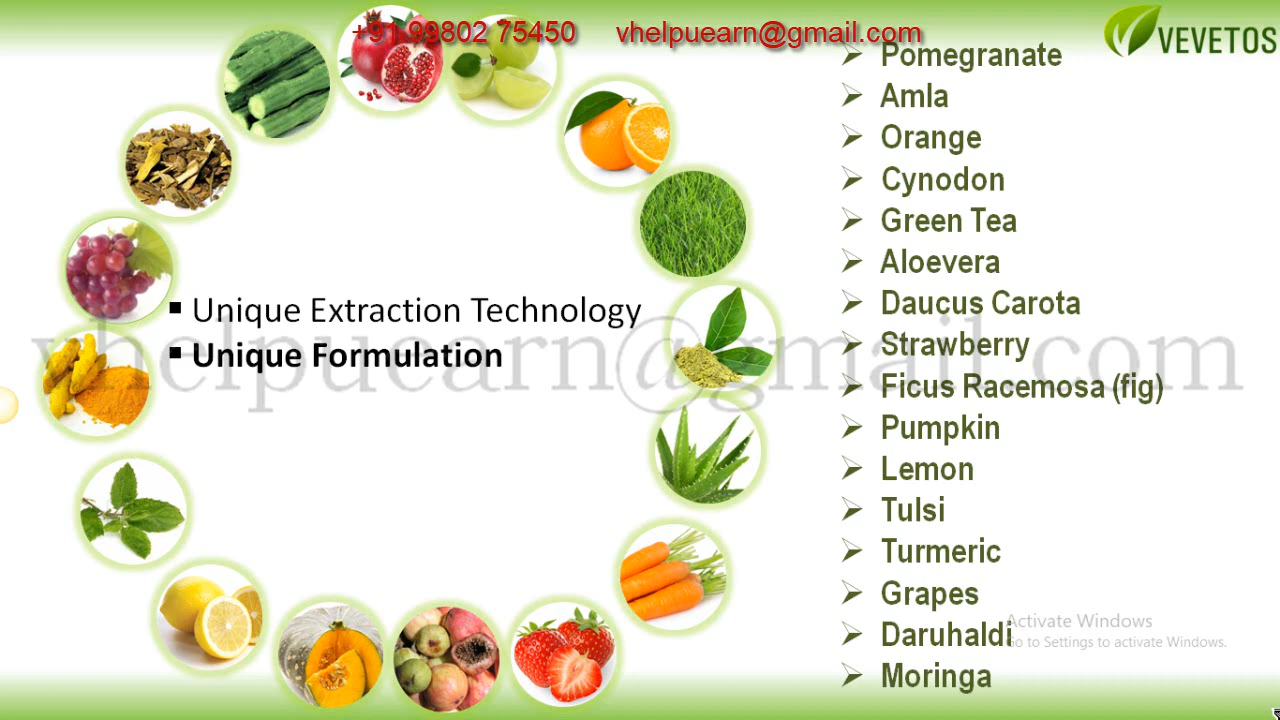 +91 99802 75450 vhelpuearn@gmail.com
VEVETOS
Unique Extraction Technology
Unique Formulation
vhelpuearn@gmail.com
Pomegranate
Amla
Orange
Cynodon
Green Tea
Aloevera
Daucus Carota
Strawberry
Ficus Racemosa (fig)
Pumpkin
Lemon
Tulsi
Turmeric
Grapes
Daruhaldi
Moringa
Activate Windows
Go to Settings to activate Windows.